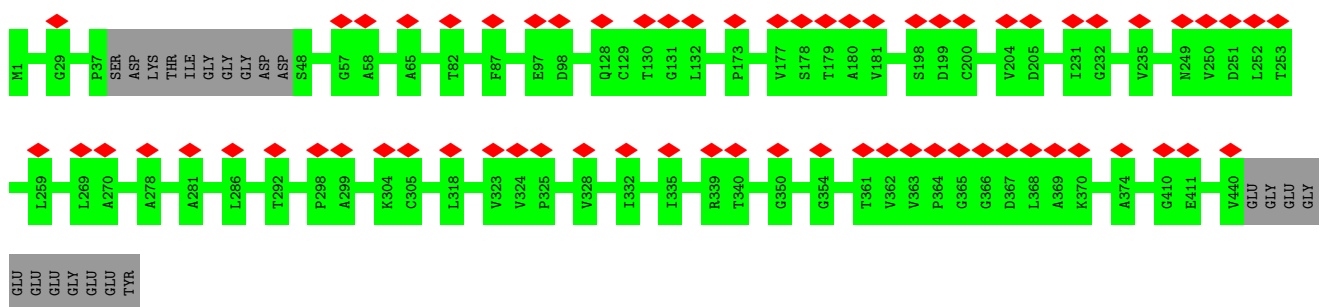 M1 G29 P37 SER ASP LYS THR ILE GLY GLY GLY ASP ASP S48 G57 A58 A65 T82 F87 E97 D98 Q128 C129 T130 G131 L132 P173 V177 S178 T179 A180 V181 S198 D199 C200 V204 D205 I231 G232 V235 N249 V250 D251 L252 T253
L259 L269 A270 A278 A281 L286 T292 P298 A299 K304 C305 L318 V323 V324 P325 V328 I332 I335 R339 T340 G350 G354 T361 V362 V363 P364 G365 G366 D367 L368 A369 K370 A374 G410 E411 V440 GLU GLY GLU GLY
GLU GLU GLU GLY GLU GLU TYR